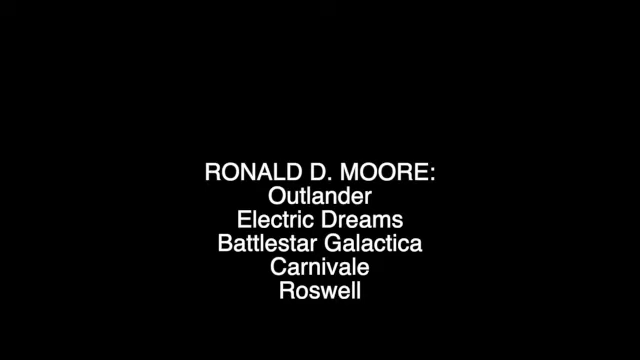 RONALD D. MOORE:
Outlander
Electric Dreams
Battlestar Galactica
Carnivale
Roswell